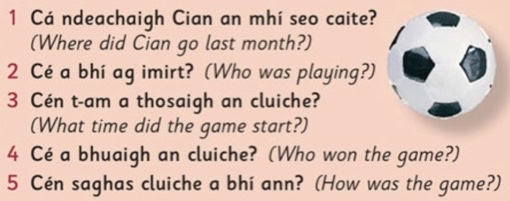 1 Cá ndeachaigh Cian an mhí seo caite?
(Where did Cian go last month?)
2 Cé a bhí ag imirt? (Who was playing?)
3 Cén t-am a thosaigh an cluiche?
(What time did the game start?)
4 Cé a bhuaigh an cluiche? (Who won the game?)
5 Cén saghas cluiche a bhí ann? (How was the game?)